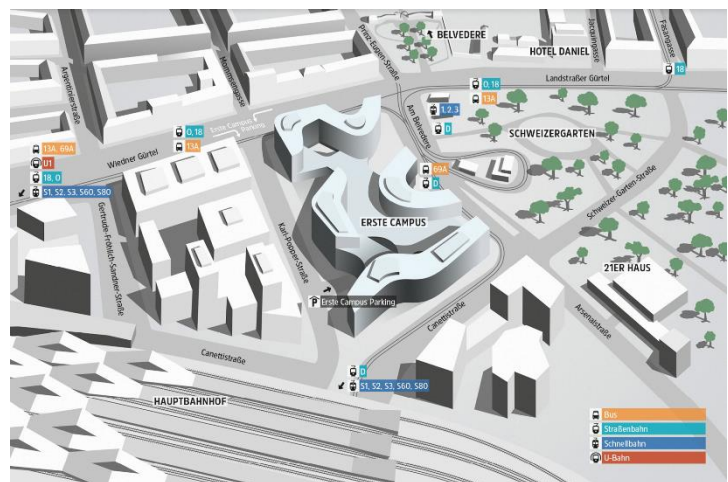 BELVEDERE
HOTEL DANIEL
Jacquingasse
Fasangasse
Prinz-Eugen-Straße
Argentinierstraße
Mommsengasse
18
Landstraßer Gürtel
O, 18
13A
1, 2, 3
D
Am Belvedere
SCHWEIZERGARTEN
Erste Campus
Parking
O, 18
13A
Wiedner Gürtel
13A, 69A
U1
18, O
S1, S2, S3, S60, S80
69A
D
Schweizer-Garten-Straße
ERSTE CAMPUS
Gertrude-Fröhlich-Sandner-Straße
Karl-Popper-Straße
21ER HAUS
P Erste Campus Parking
Canettistraße
Arsenalstraße
Canettistraße
D
S1, S2, S3, S60, S80
HAUPTBAHNHOF
Bus
Straßenbahn
Schnellbahn
U-Bahn